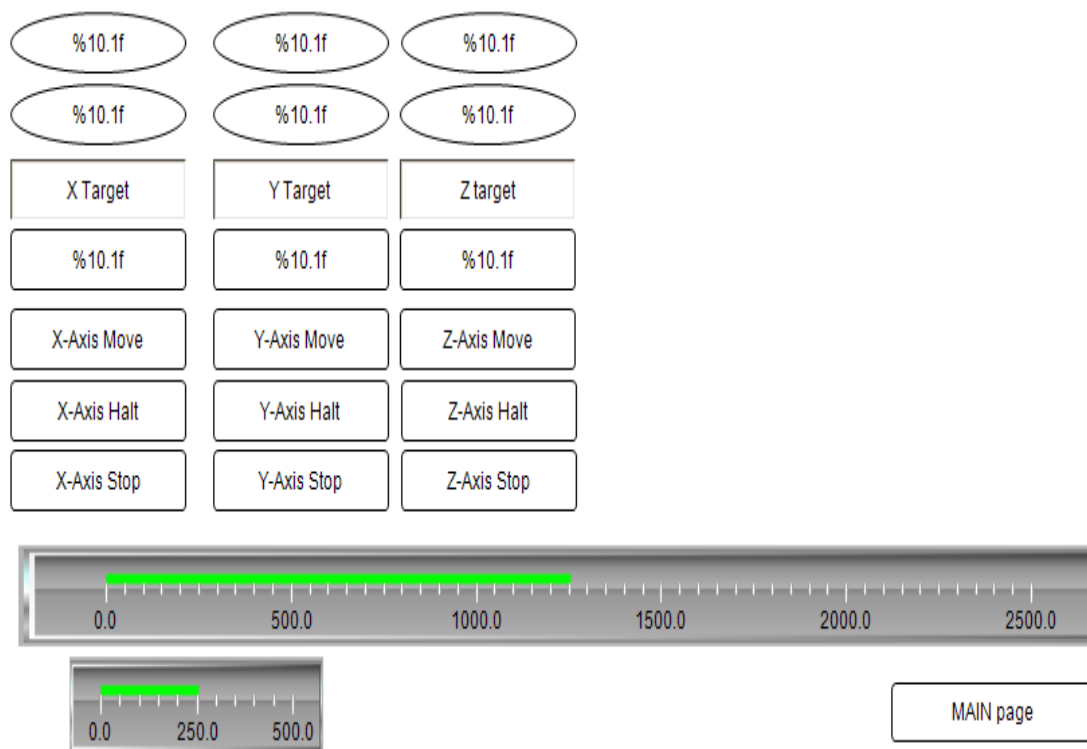 %10.1f %10.1f %10.1f
%10.1f %10.1f %10.1f
X Target Y Target Z target
%10.1f %10.1f %10.1f
X-Axis Move Y-Axis Move Z-Axis Move
X-Axis Halt Y-Axis Halt Z-Axis Halt
X-Axis Stop Y-Axis Stop Z-Axis Stop
0.0 500.0 1000.0 1500.0 2000.0 2500.0
0.0 250.0 500.0
MAIN page